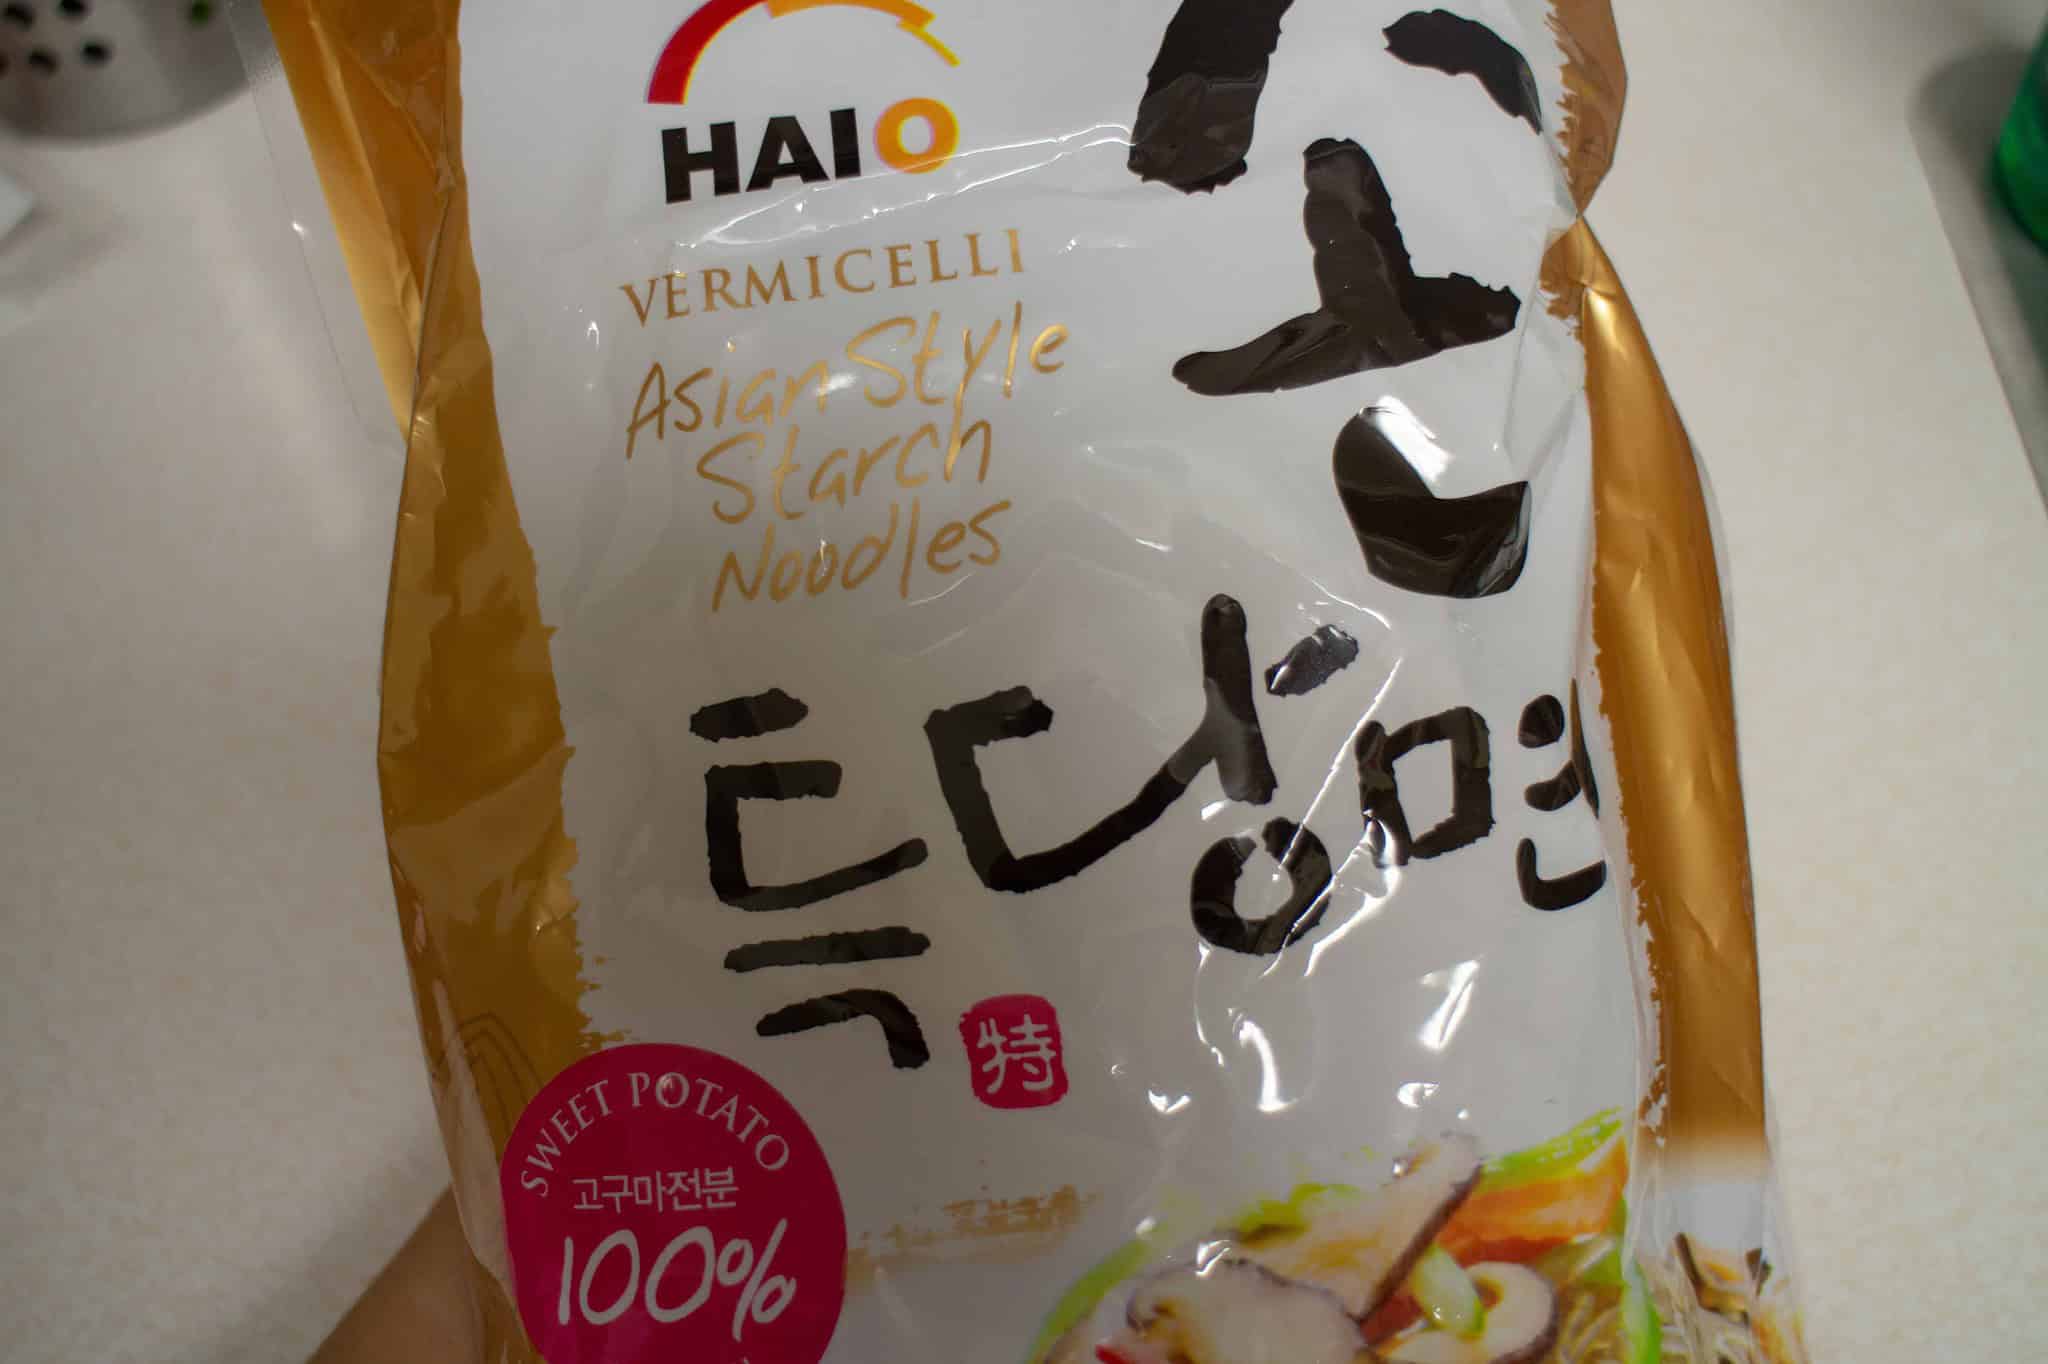 HAIO
VERMICELLI
Asian Style
Starch
Noodles
특당면
特
SWEET POTATO
고구마전분
100%